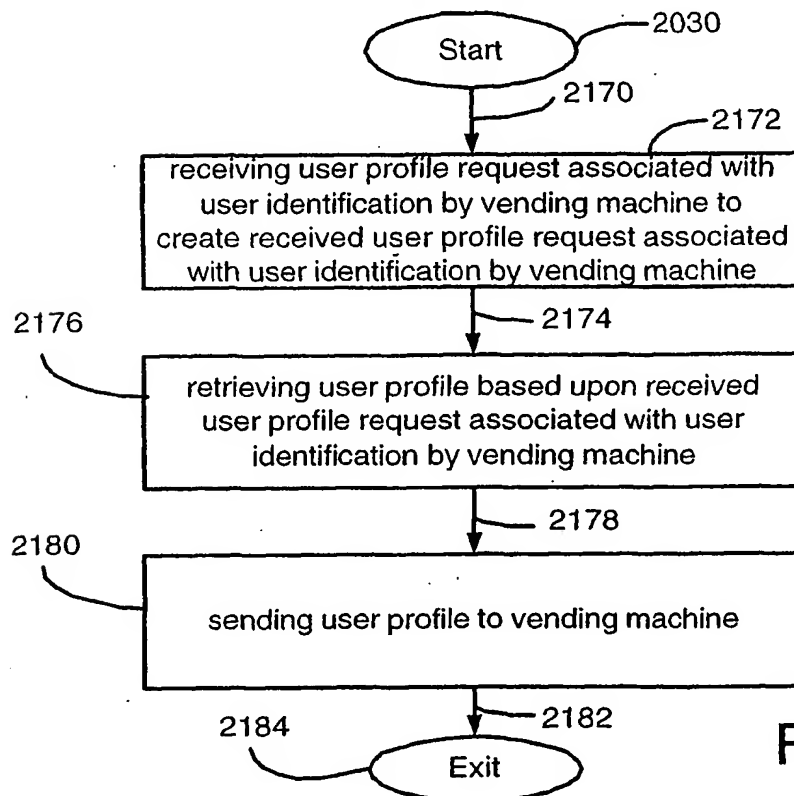 Start
2030
2170
2172
receiving user profile request associated with
user identification by vending machine to
create received user profile request associated
with user identification by vending machine
2174
2176
retrieving user profile based upon received
user profile request associated with user
identification by vending machine
2178
2180
sending user profile to vending machine
2182
2184
Exit
F